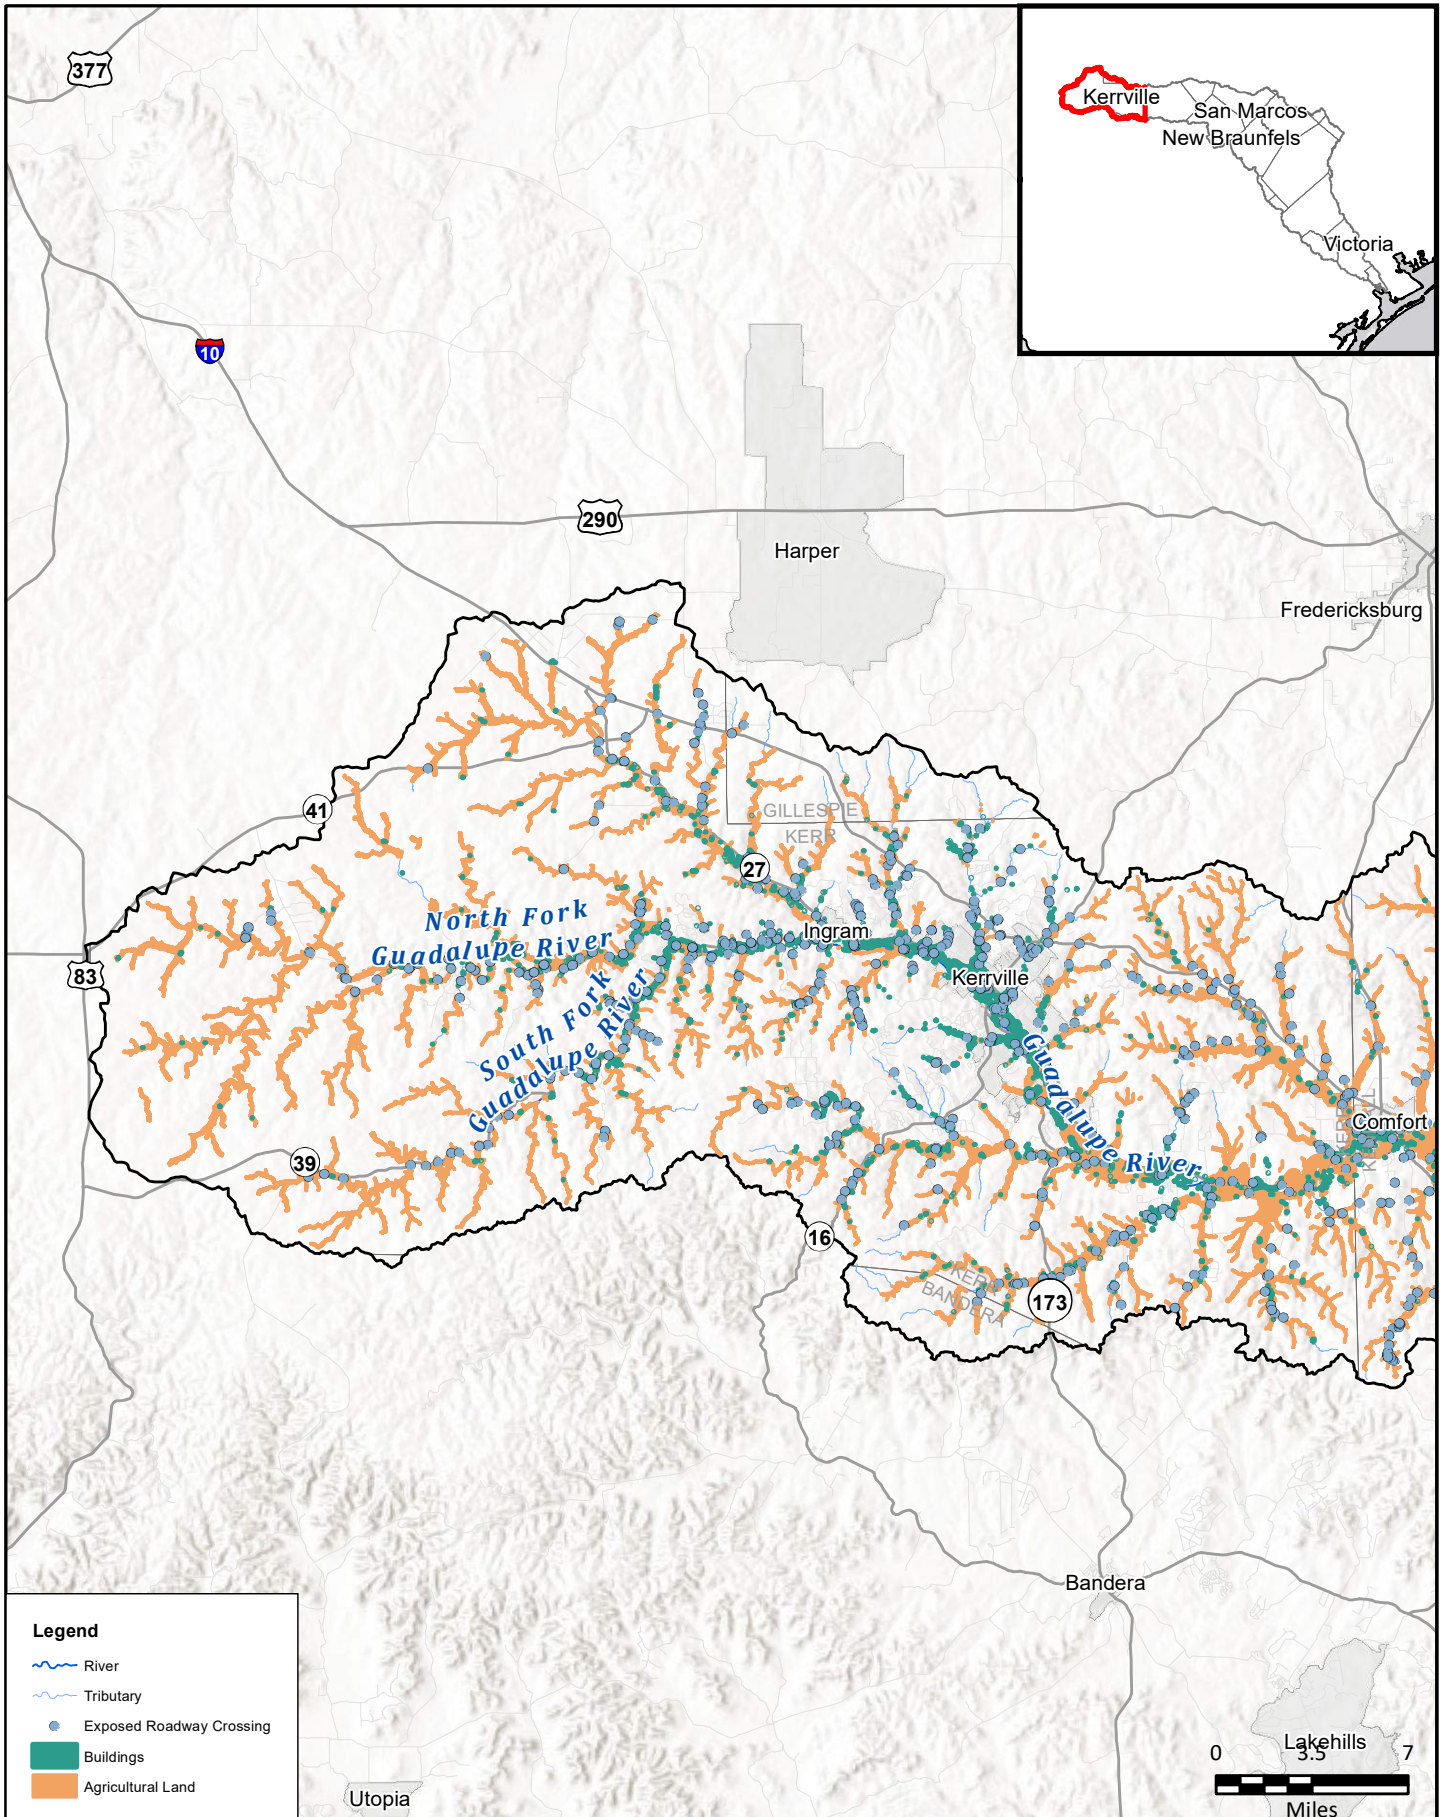 377
Kerrville
San Marcos
New Braunfels
Victoria
10
290
Harper
Fredericksburg
41
GILLESPIE
KERR
27
North Fork
Guadalupe River
Ingram
Kerrville
83
South Fork
Guadalupe River
Guadalupe River
Comfort
39
16
KERR
BANDERA
173
Bandera
Legend
River
Tributary
Exposed Roadway Crossing
Buildings
Agricultural Land
Utopia
Lakehills
0 3.5 7
Miles